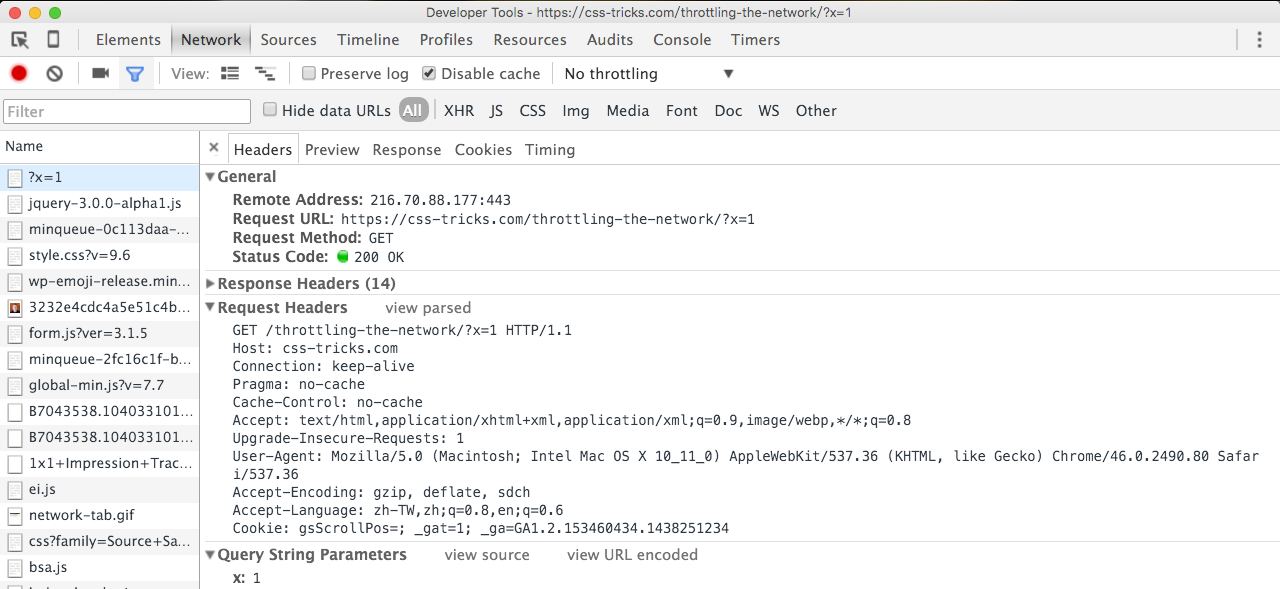 Developer Tools - https://css-tricks.com/throttling-the-network/?x=1
Elements Network Sources Timeline Profiles Resources Audits Console Timers
View: Preserve log Disable cache No throttling
Filter Hide data URLs All XHR JS CSS Img Media Font Doc WS Other
Name
?x=1
jquery-3.0.0-alpha1.js
minqueue-0c113daa-...
style.css?v=9.6
wp-emoji-release.min...
3232e4cdc4a5e51c4b...
form.js?ver=3.1.5
minqueue-2fc16c1f-b...
global-min.js?v=7.7
B7043538.104033101...
B7043538.104033101...
1x1+Impression+Trac...
ei.js
network-tab.gif
css?family=Source+Sa...
bsa.js
× Headers Preview Response Cookies Timing
General
Remote Address: 216.70.88.177:443
Request URL: https://css-tricks.com/throttling-the-network/?x=1
Request Method: GET
Status Code: 200 OK
Response Headers (14)
Request Headers view parsed
GET /throttling-the-network/?x=1 HTTP/1.1
Host: css-tricks.com
Connection: keep-alive
Pragma: no-cache
Cache-Control: no-cache
Accept: text/html,application/xhtml+xml,application/xml;q=0.9,image/webp,*/*;q=0.8
Upgrade-Insecure-Requests: 1
User-Agent: Mozilla/5.0 (Macintosh; Intel Mac OS X 10_11_0) AppleWebKit/537.36 (KHTML, like Gecko) Chrome/46.0.2490.80 Safar
i/537.36
Accept-Encoding: gzip, deflate, sdch
Accept-Language: zh-TW,zh;q=0.8,en;q=0.6
Cookie: gsScrollPos=; _gat=1; _ga=GA1.2.153460434.1438251234
Query String Parameters view source view URL encoded
x: 1